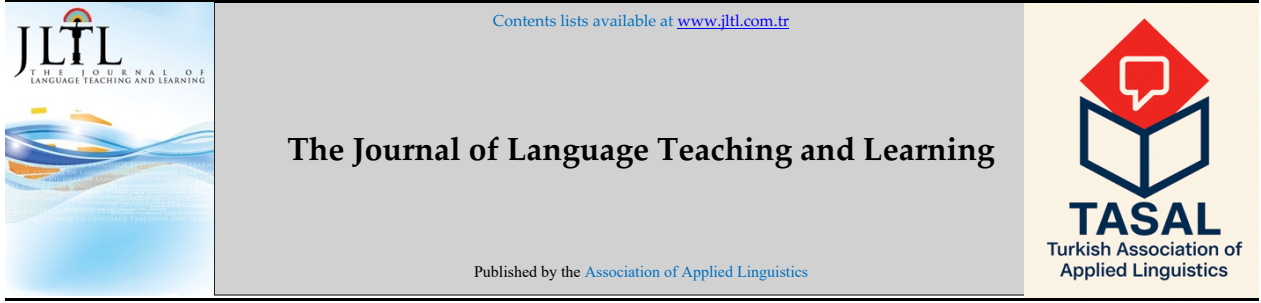 JLTL
THE JOURNAL OF
LANGUAGE TEACHING AND LEARNING
Contents lists available at www.jltl.com.tr
The Journal of Language Teaching and Learning
Published by the Association of Applied Linguistics
TASAL
Turkish Association of
Applied Linguistics